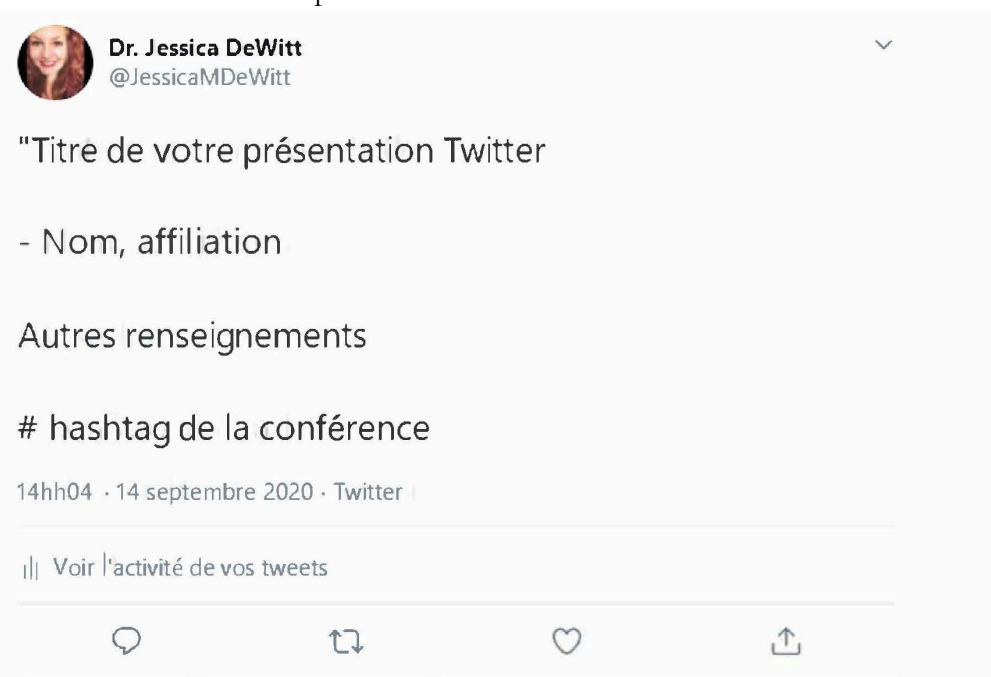 Dr. Jessica DeWitt
@JessicaMDeWitt
"Titre de votre présentation Twitter
- Nom, affiliation
Autres renseignements
# hashtag de la conférence
14hh04 · 14 septembre 2020 · Twitter
Voir l'activité de vos tweets